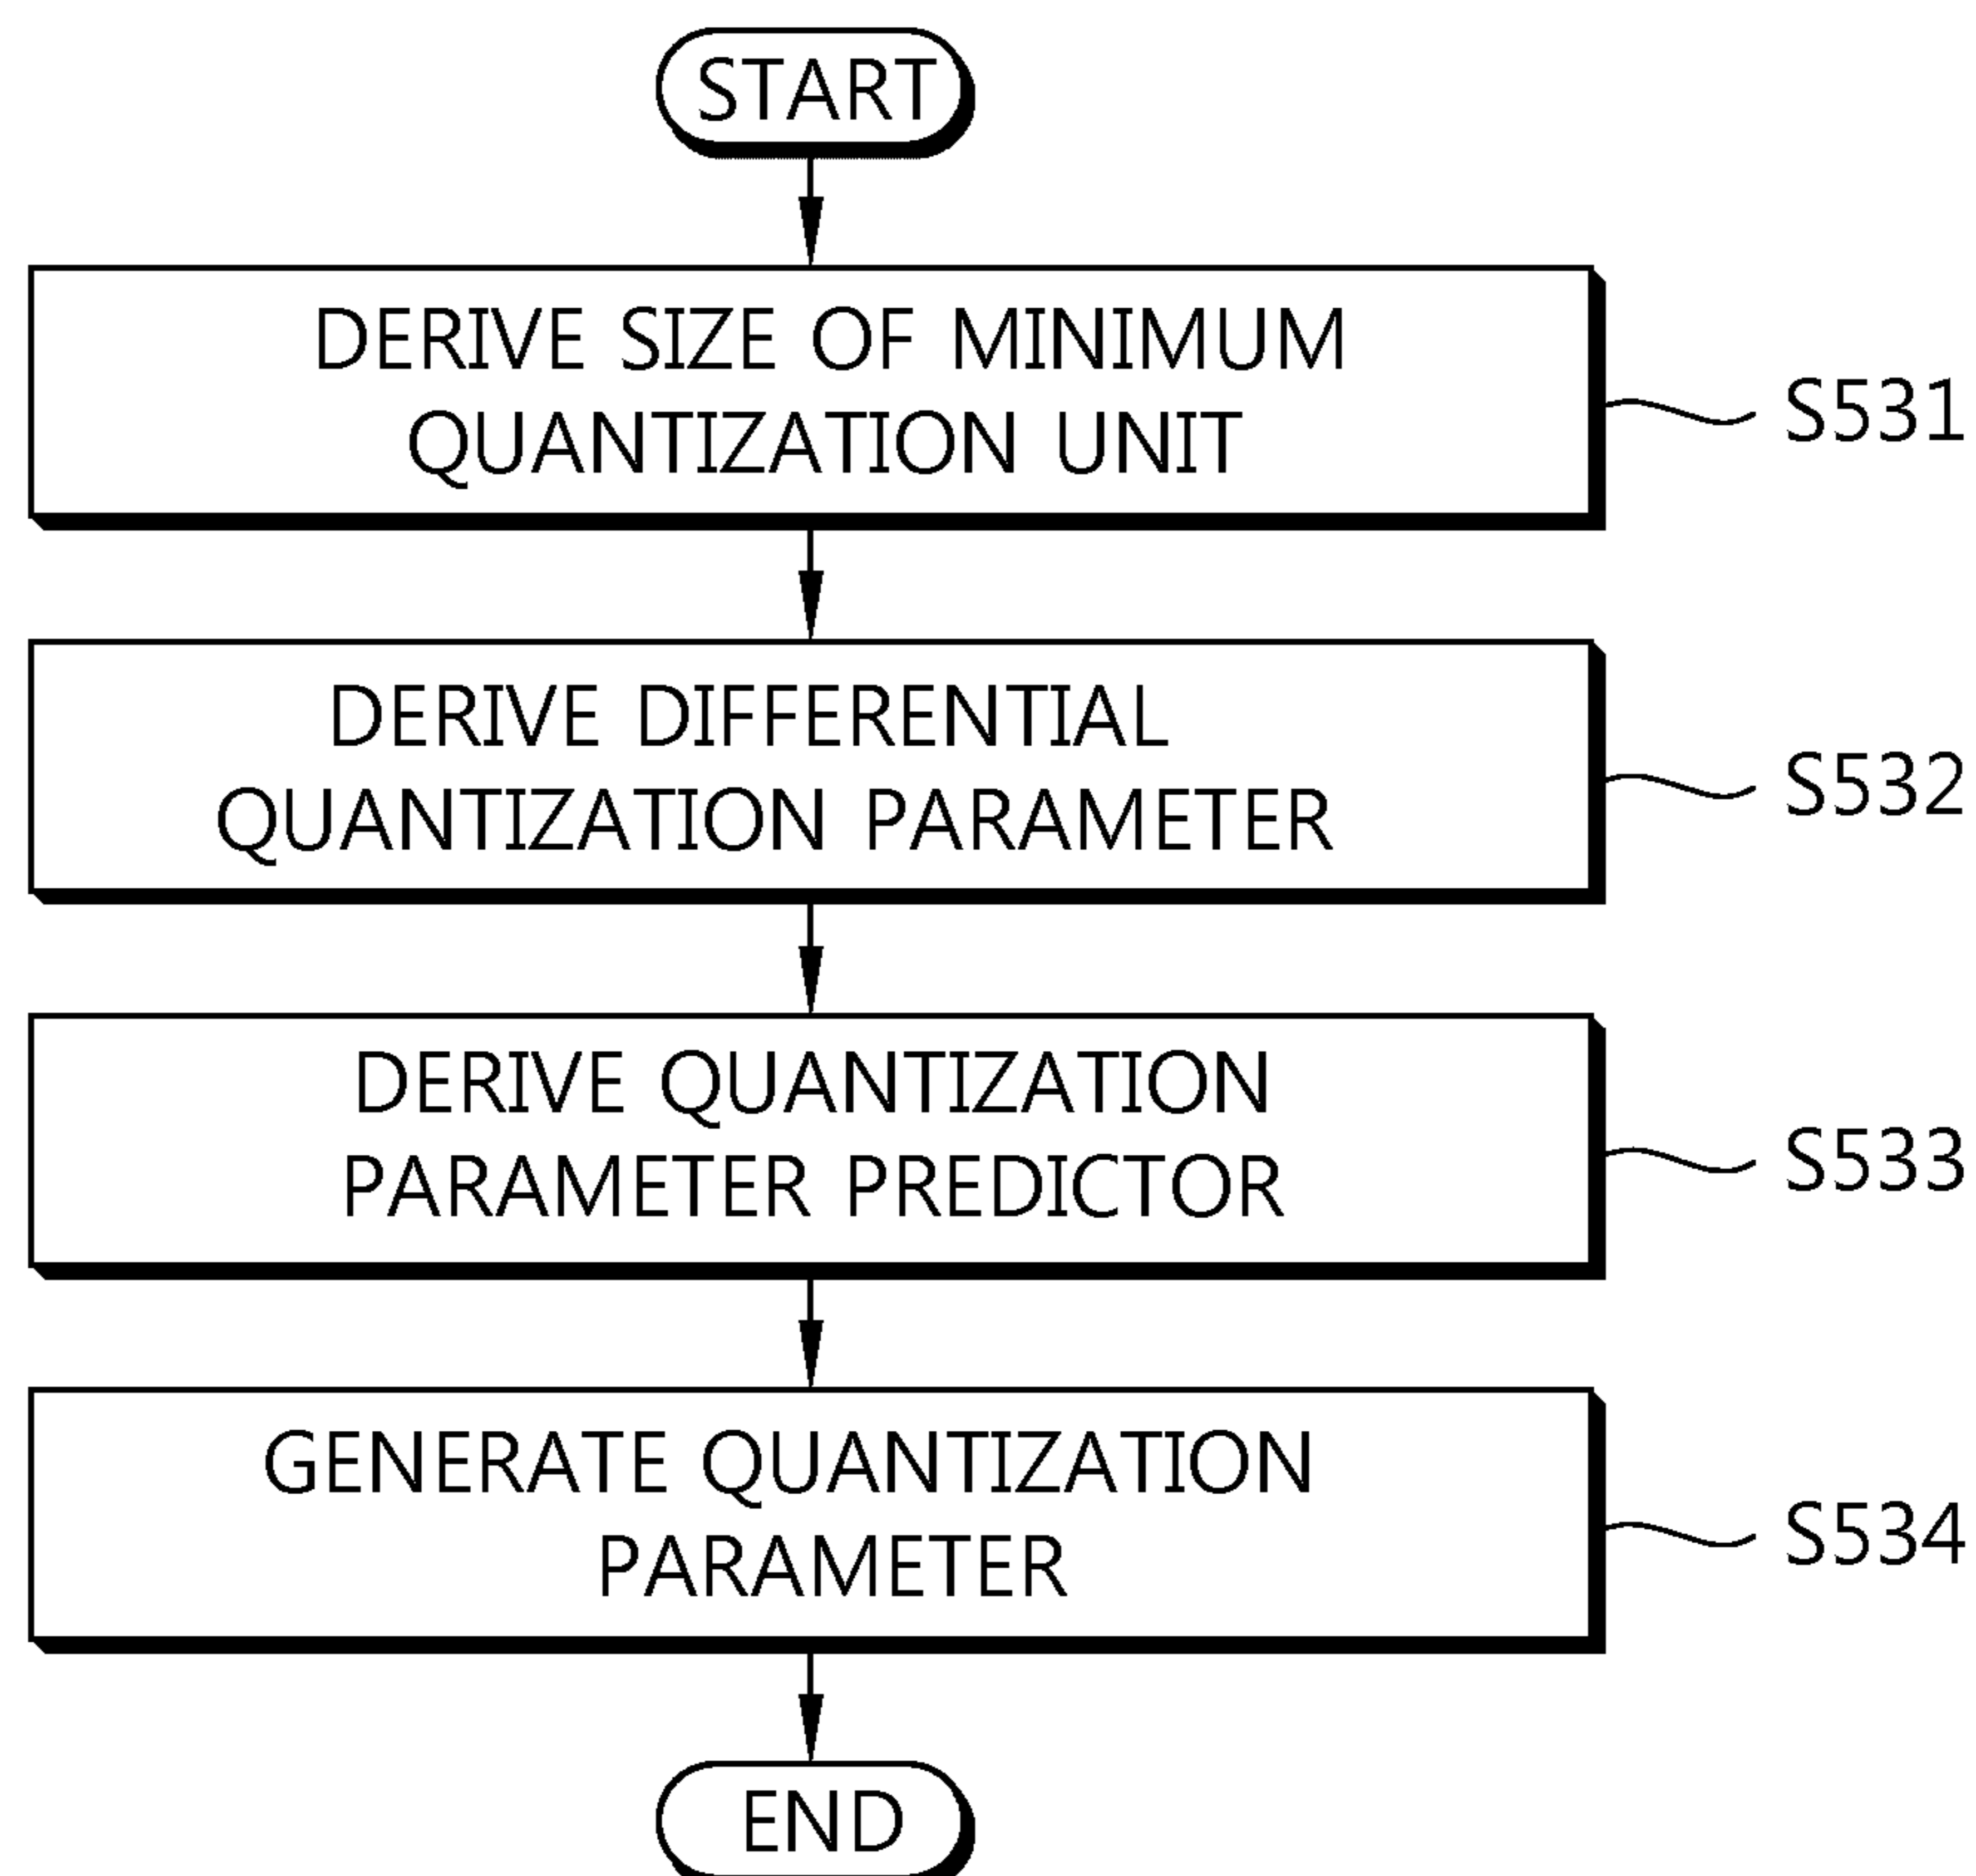 START
DERIVE SIZE OF MINIMUM
QUANTIZATION UNIT
S531
DERIVE DIFFERENTIAL
QUANTIZATION PARAMETER
S532
DERIVE QUANTIZATION
PARAMETER PREDICTOR
S533
GENERATE QUANTIZATION
PARAMETER
S534
END